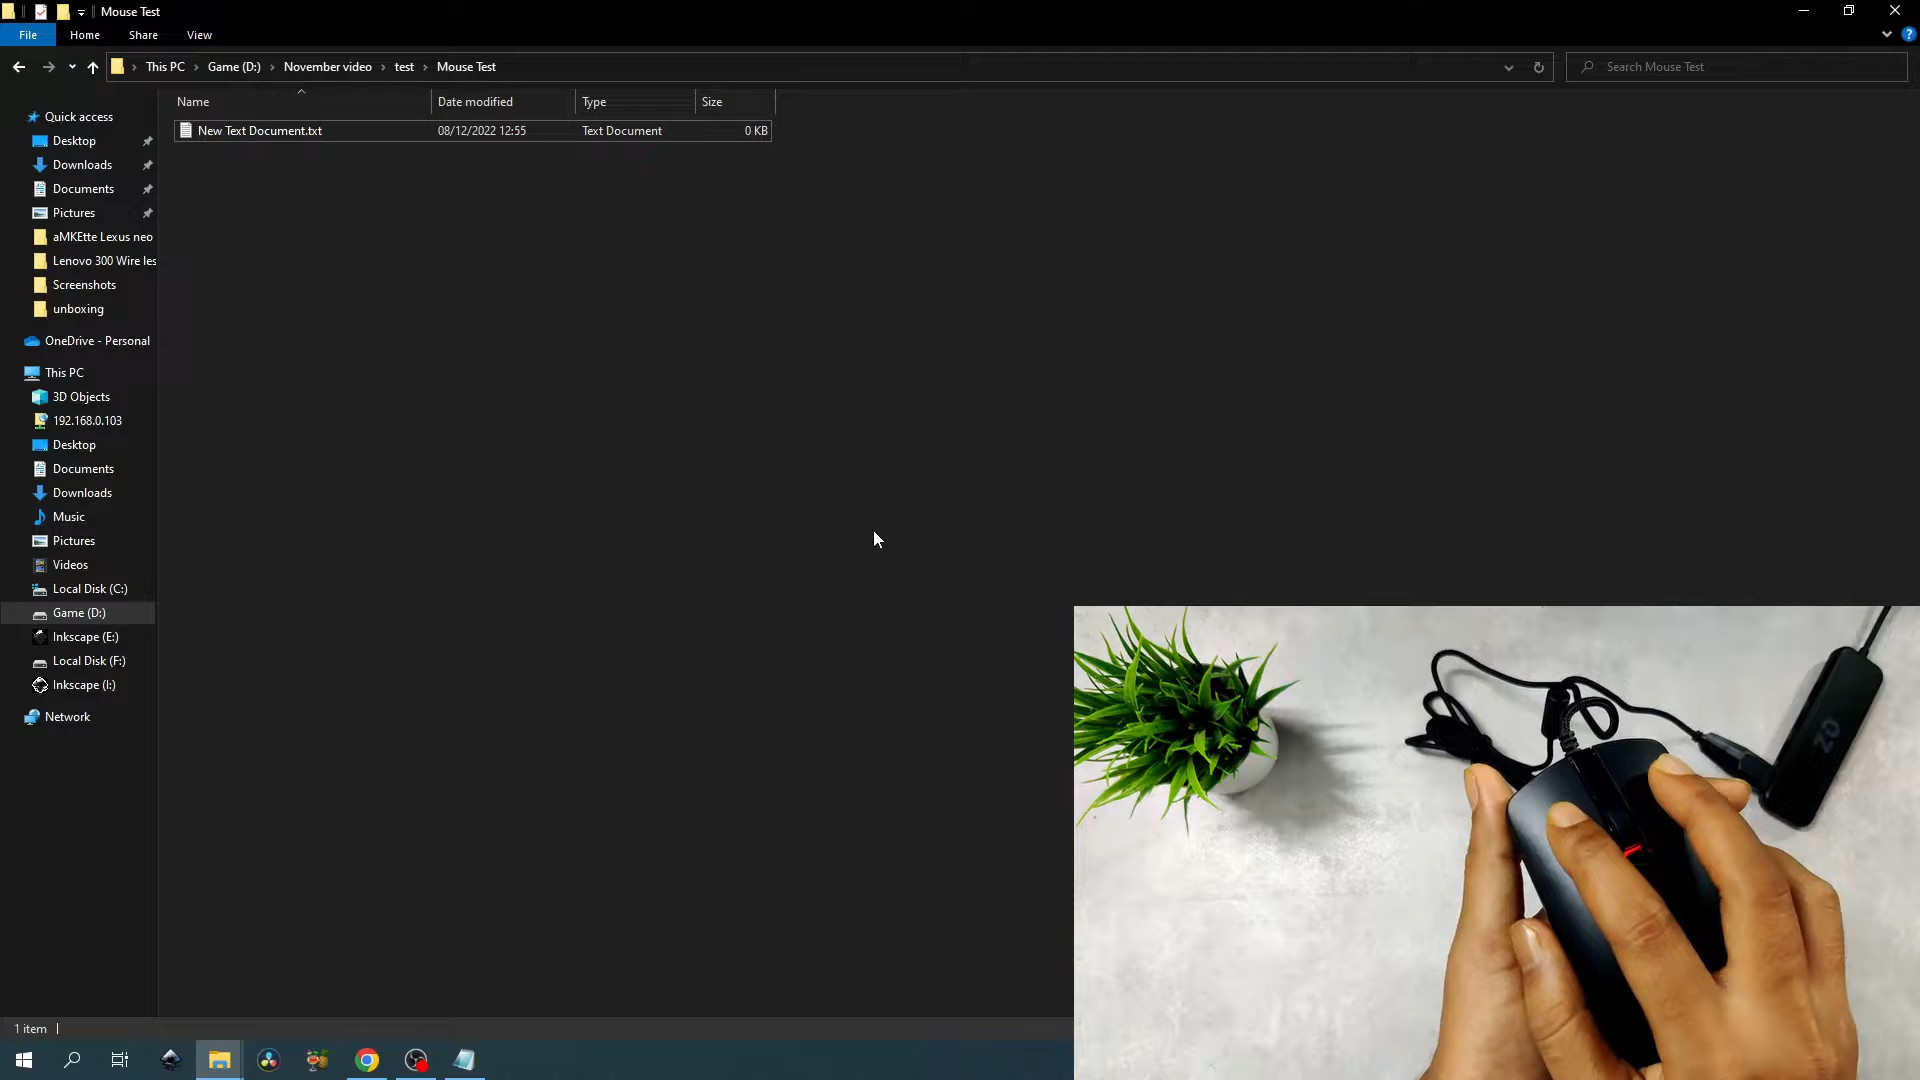 Mouse Test
File Home Share View
This PC Game (D:) November video test Mouse Test
Search Mouse Test
Name Date modified Type Size
New Text Document.txt 08/12/2022 12:55 Text Document 0 KB
Quick access
Desktop
Downloads
Documents
Pictures
aMKEtte Lexus neo
Lenovo 300 Wire les
Screenshots
unboxing
OneDrive - Personal
This PC
3D Objects
192.168.0.103
Desktop
Documents
Downloads
Music
Pictures
Videos
Local Disk (C:)
Game (D:)
Inkscape (E:)
Local Disk (F:)
Inkscape (I:)
Network
1 item